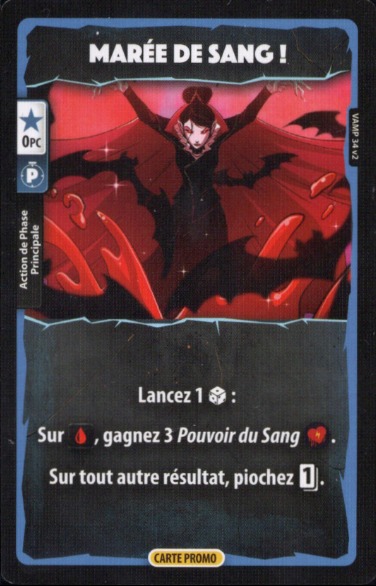 MARÉE DE SANG !
0PC
P
Action de Phase
Principale
VAMP 34 v2
Lancez 1 :
Sur , gagnez 3 Pouvoir du Sang .
Sur tout autre résultat, piochez 1.
CARTE PROMO